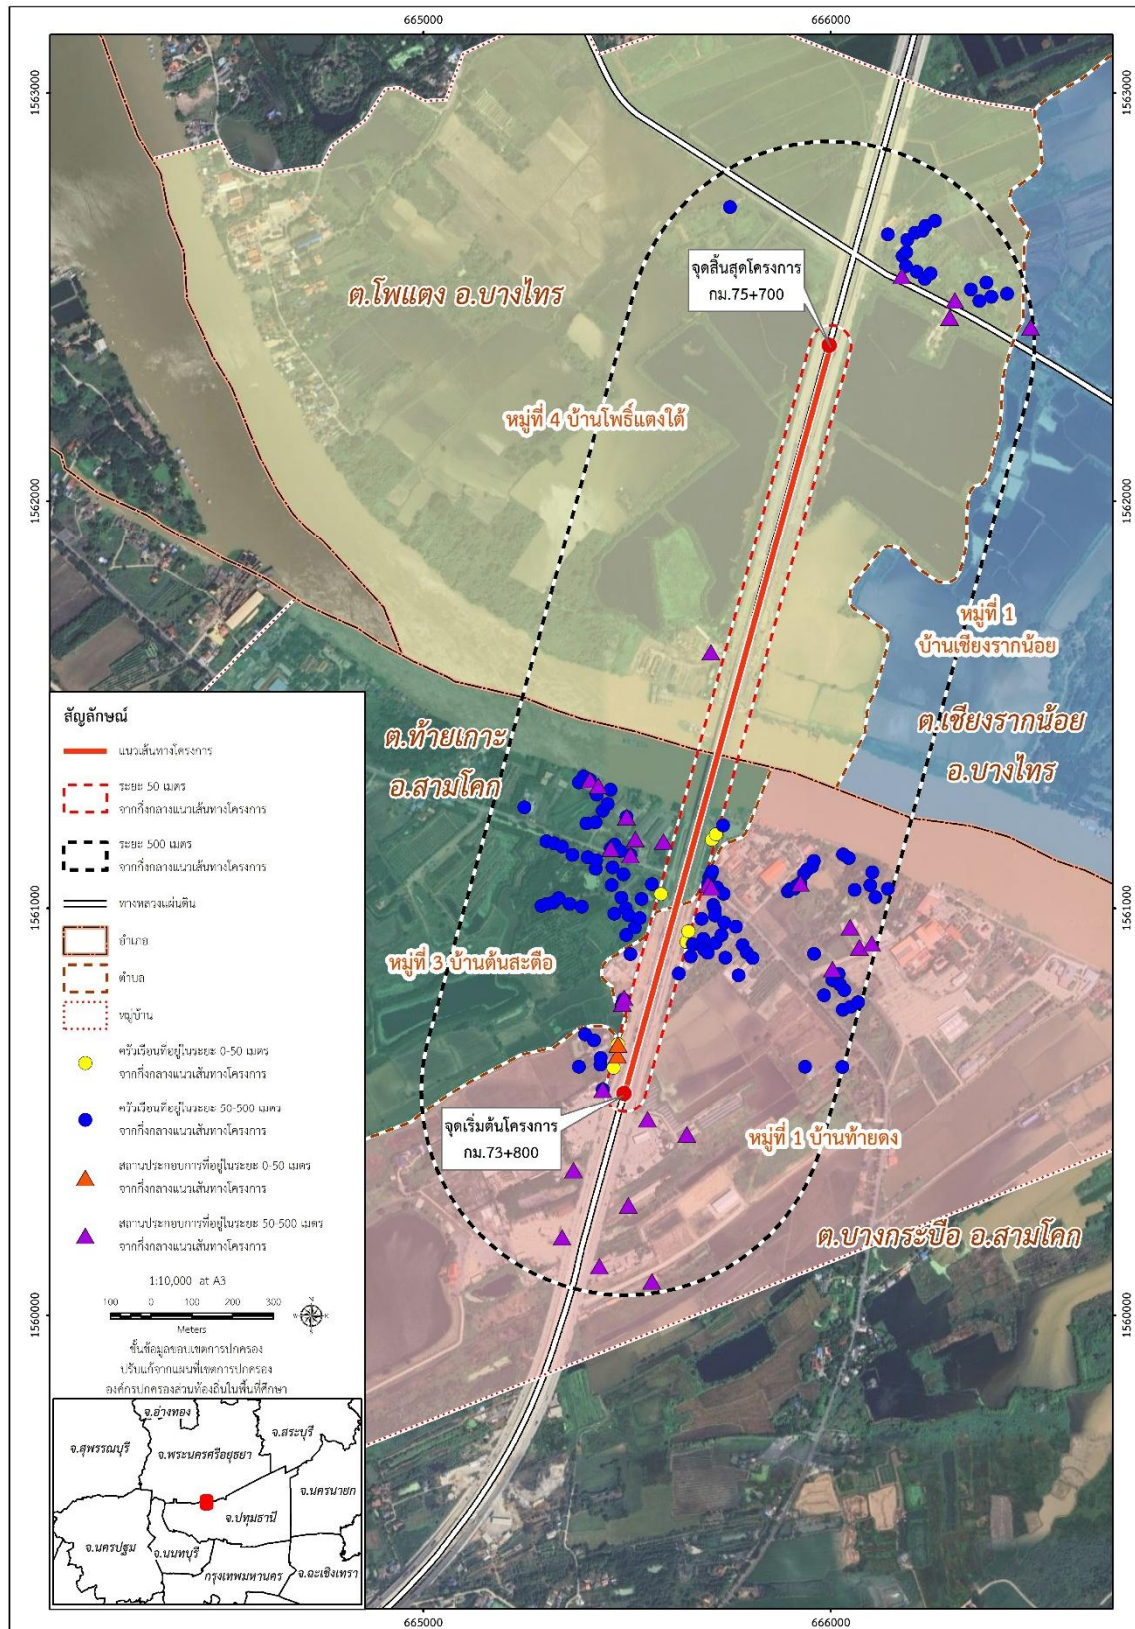 665000
666000
1563000
1563000
จุดสิ้นสุดโครงการ
กม.75+700
ต.โพแตง อ.บางไทร
หมู่ที่ 4 บ้านโพธิ์แตงใต้
1562000
1562000
หมู่ที่ 1
บ้านเชียงรากน้อย
ต.เชียงรากน้อย
อ.บางไทร
ต.ท้ายเกาะ
อ.สามโคก
1561000
1561000
หมู่ที่ 3 บ้านต้นสะตือ
จุดเริ่มต้นโครงการ
กม.73+800
หมู่ที่ 1 บ้านท้ายดง
ต.บางกระบือ อ.สามโคก
1560000
1560000
สัญลักษณ์
แนวเส้นทางโครงการ
ระยะ 50 เมตร
จากกึ่งกลางแนวเส้นทางโครงการ
ระยะ 500 เมตร
จากกึ่งกลางแนวเส้นทางโครงการ
ทางหลวงแผ่นดิน
อำเภอ
ตำบล
หมู่บ้าน
ครัวเรือนที่อยู่ในระยะ 0-50 เมตร
จากกึ่งกลางแนวเส้นทางโครงการ
ครัวเรือนที่อยู่ในระยะ 50-500 เมตร
จากกึ่งกลางแนวเส้นทางโครงการ
สถานประกอบการที่อยู่ในระยะ 0-50 เมตร
จากกึ่งกลางแนวเส้นทางโครงการ
สถานประกอบการที่อยู่ในระยะ 50-500 เมตร
จากกึ่งกลางแนวเส้นทางโครงการ
1:10,000 at A3
100 0 100 200 300
Meters
N
W E
S
ชั้นข้อมูลขอบเขตการปกครอง
ปรับแก้จากแผนที่เขตการปกครอง
องค์กรปกครองส่วนท้องถิ่นในพื้นที่ศึกษา
จ.อ่างทอง
จ.สุพรรณบุรี
จ.สระบุรี
จ.พระนครศรีอยุธยา
จ.นครนายก
จ.ปทุมธานี
จ.นครปฐม
จ.นนทบุรี
กรุงเทพมหานคร
จ.ฉะเชิงเทรา
665000
666000